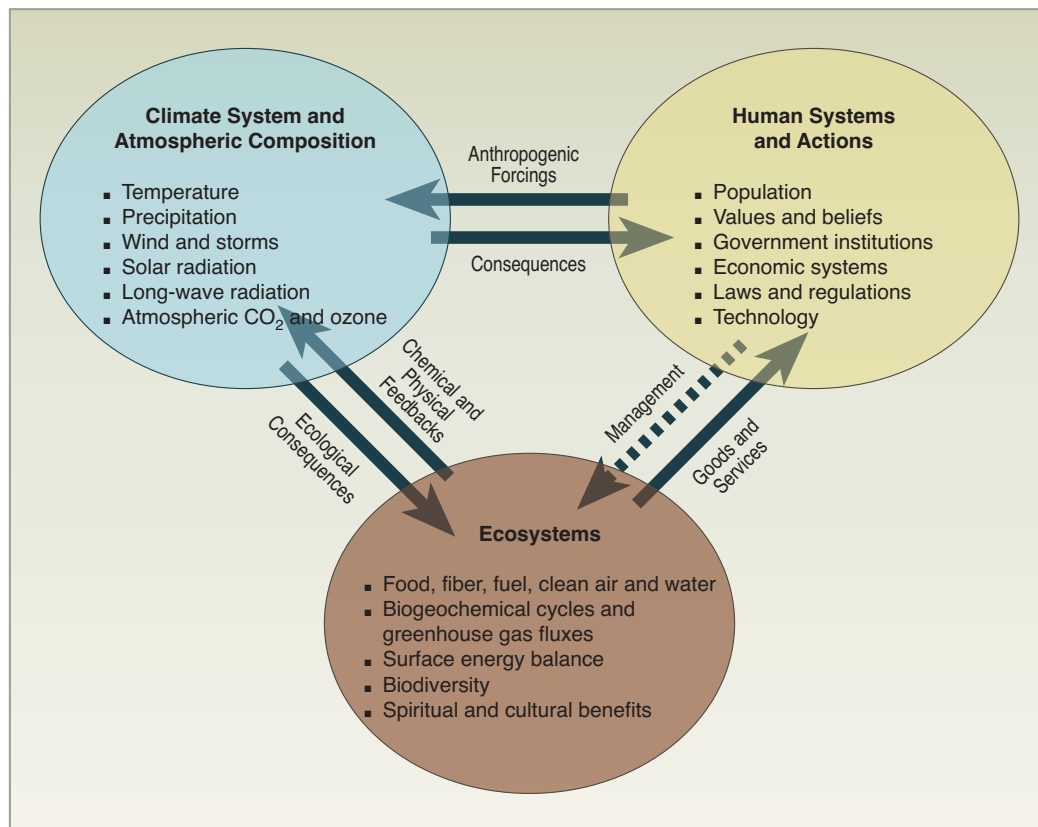 Climate System and
Atmospheric Composition
▪ Temperature
▪ Precipitation
▪ Wind and storms
▪ Solar radiation
▪ Long-wave radiation
▪ Atmospheric CO₂ and ozone
Anthropogenic
Forcings
Consequences
Human Systems
and Actions
▪ Population
▪ Values and beliefs
▪ Government institutions
▪ Economic systems
▪ Laws and regulations
▪ Technology
Chemical and
Physical
Feedbacks
Ecological
Consequences
Management
Goods and
Services
Ecosystems
▪ Food, fiber, fuel, clean air and water
▪ Biogeochemical cycles and
greenhouse gas fluxes
▪ Surface energy balance
▪ Biodiversity
▪ Spiritual and cultural benefits